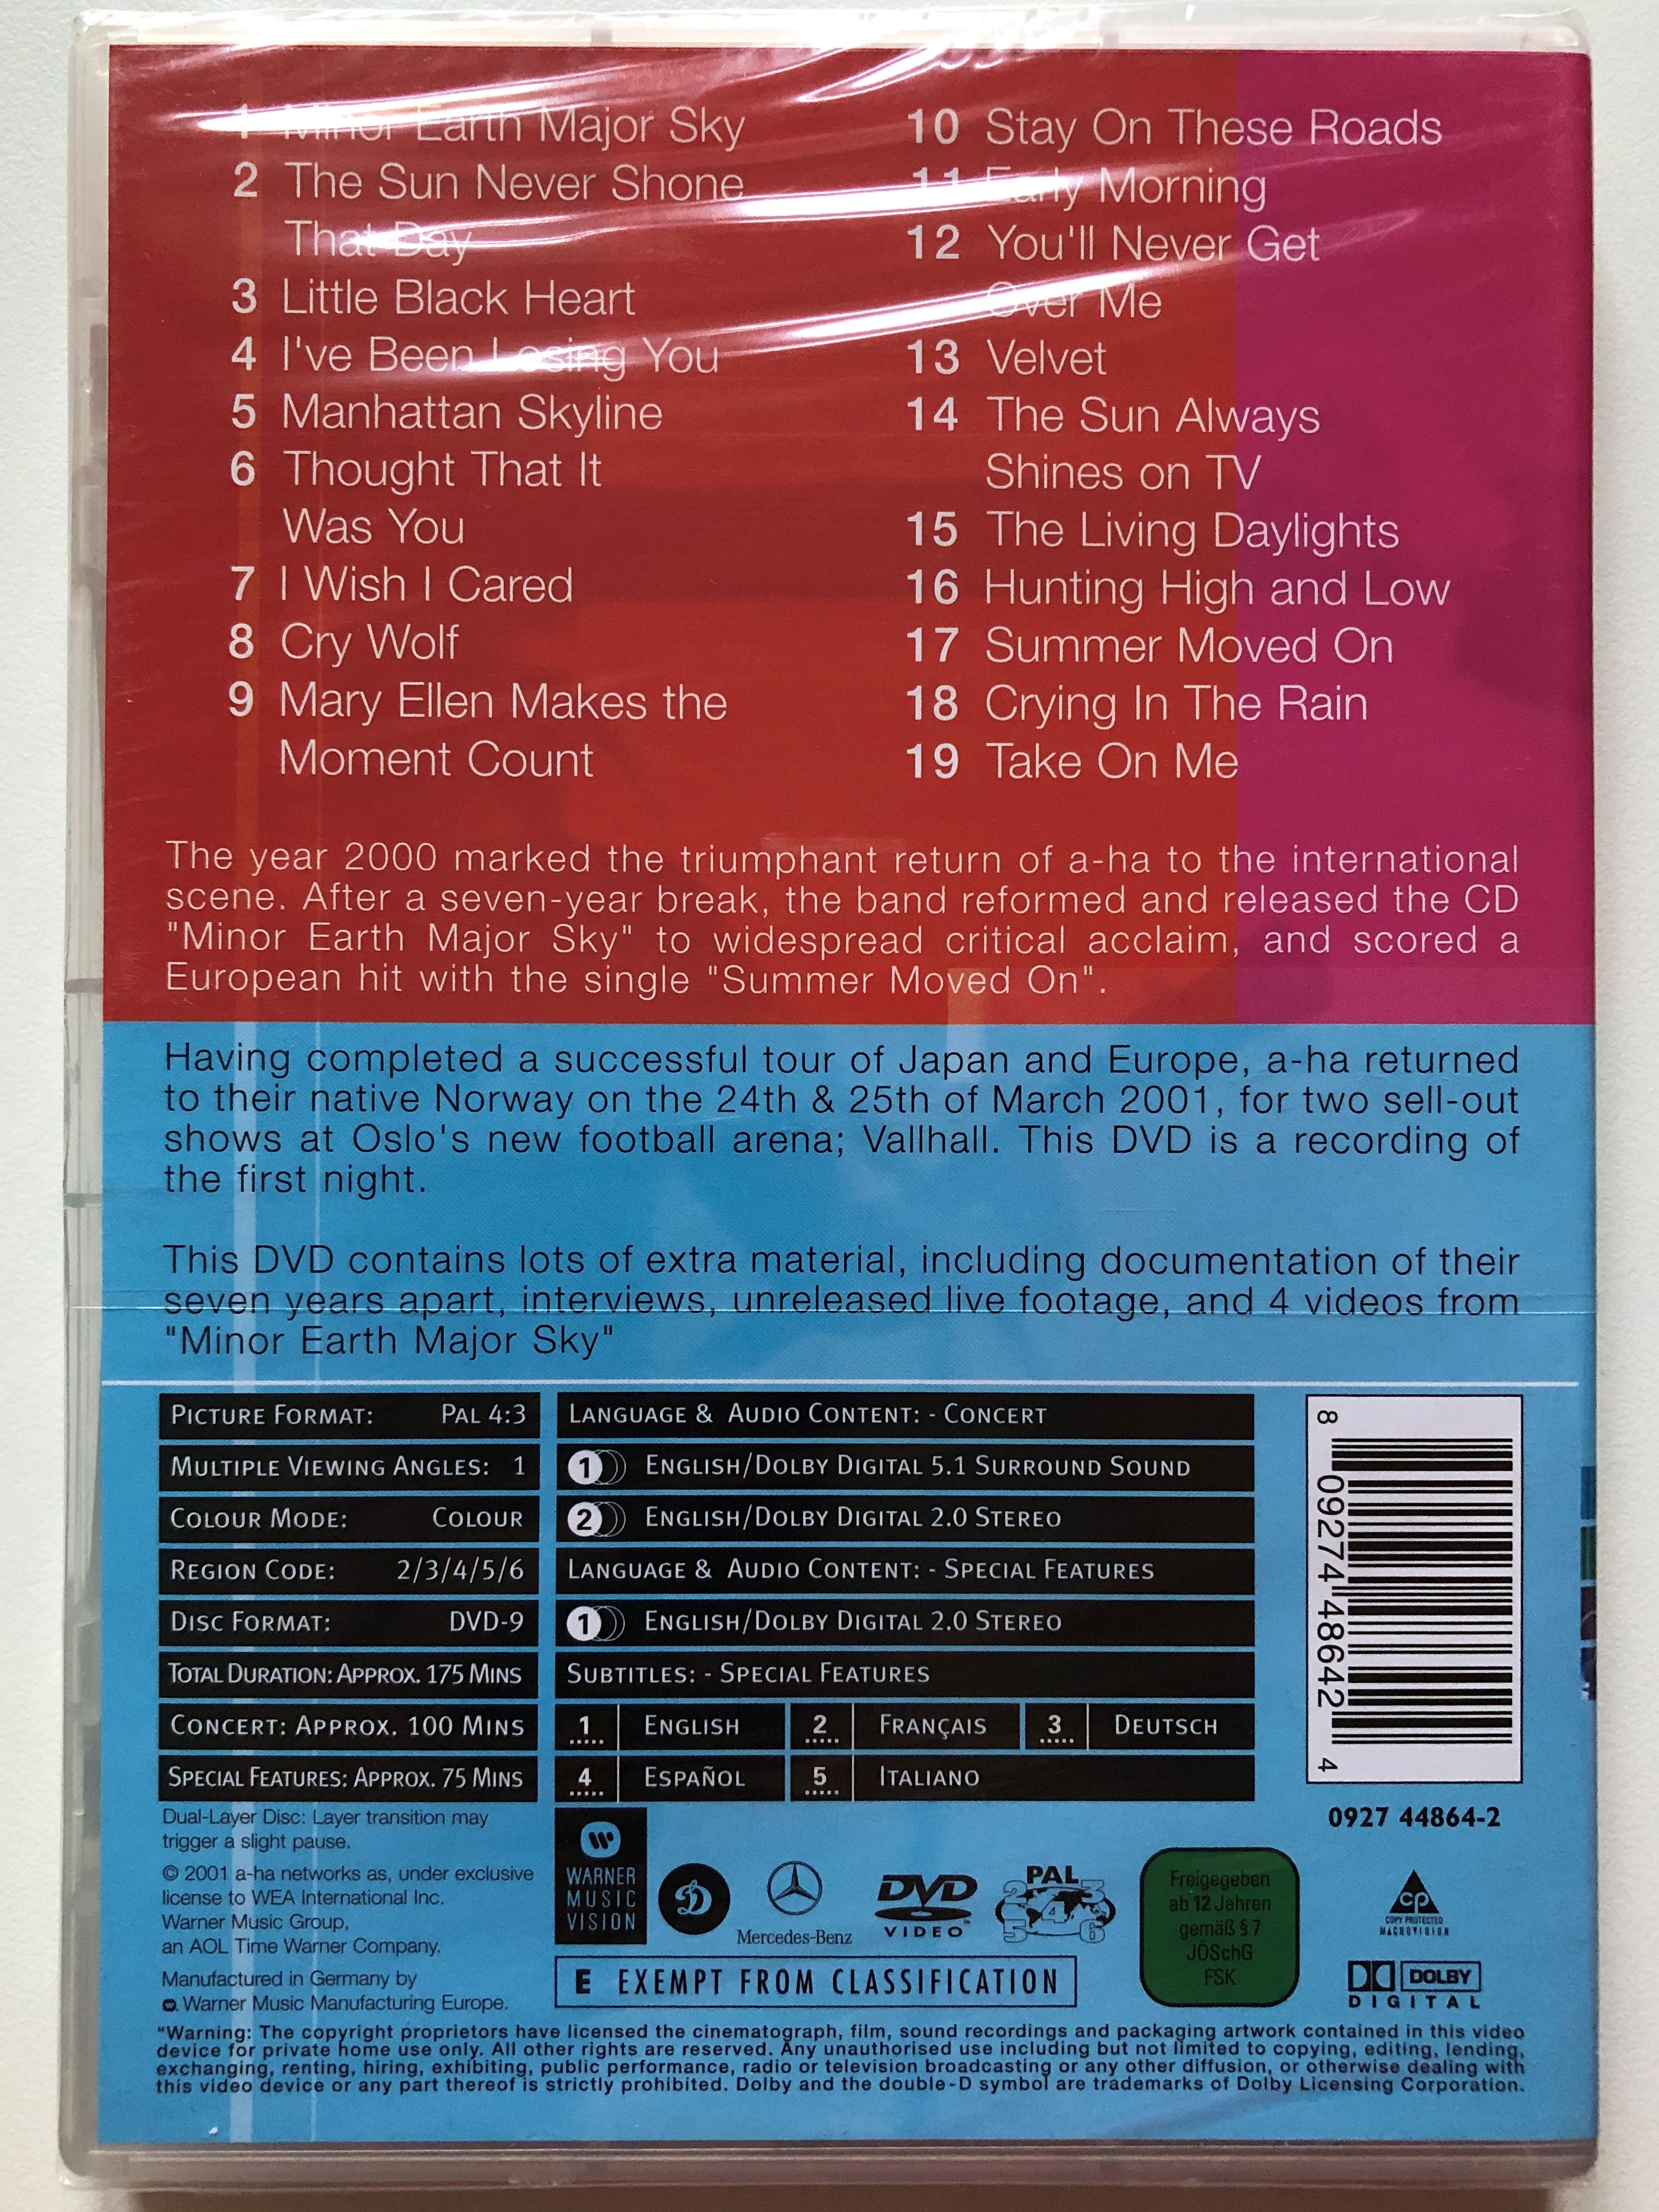 1 Minor Earth Major Sky
2 The Sun Never Shone
That Day
3 Little Black Heart
4 I've Been Losing You
5 Manhattan Skyline
6 Thought That It
Was You
7 I Wish I Cared
8 Cry Wolf
9 Mary Ellen Makes the
Moment Count
10 Stay On These Roads
11 Early Morning
12 You'll Never Get
Over Me
13 Velvet
14 The Sun Always
Shines on TV
15 The Living Daylights
16 Hunting High and Low
17 Summer Moved On
18 Crying In The Rain
19 Take On Me
The year 2000 marked the triumphant return of a-ha to the international
scene. After a seven-year break, the band reformed and released the CD
"Minor Earth Major Sky" to widespread critical acclaim, and scored a
European hit with the single "Summer Moved On".
Having completed a successful tour of Japan and Europe, a-ha returned
to their native Norway on the 24th & 25th of March 2001, for two sell-out
shows at Oslo's new football arena; Vallhall. This DVD is a recording of
the first night.
This DVD contains lots of extra material, including documentation of their
seven years apart, interviews, unreleased live footage, and 4 videos from
"Minor Earth Major Sky"
PICTURE FORMAT: PAL 4:3
MULTIPLE VIEWING ANGLES: 1
COLOUR MODE: COLOUR
REGION CODE: 2/3/4/5/6
DISC FORMAT: DVD-9
TOTAL DURATION: APPROX. 175 MINS
CONCERT: APPROX. 100 MINS
SPECIAL FEATURES: APPROX. 75 MINS
LANGUAGE & AUDIO CONTENT: - CONCERT
1 ENGLISH/DOLBY DIGITAL 5.1 SURROUND SOUND
2 ENGLISH/DOLBY DIGITAL 2.0 STEREO
LANGUAGE & AUDIO CONTENT: - SPECIAL FEATURES
1 ENGLISH/DOLBY DIGITAL 2.0 STEREO
SUBTITLES: - SPECIAL FEATURES
1 ENGLISH 2 FRANÇAIS 3 DEUTSCH
4 ESPAÑOL 5 ITALIANO
8 09274 48642 4
0927 44864-2
Dual-Layer Disc: Layer transition may
trigger a slight pause.
© 2001 a-ha networks as, under exclusive
license to WEA International Inc.
Warner Music Group,
an AOL Time Warner Company.
Manufactured in Germany by
Warner Music Manufacturing Europe.
WARNER
MUSIC
VISION
D
Mercedes-Benz
DVD
VIDEO
PAL
2 3
4
5 6
Freigegeben
ab 12 Jahren
gemäß § 7
JÖSchG
FSK
CP
COPY PROTECTED
MACROVISION
E EXEMPT FROM CLASSIFICATION
DOLBY
DIGITAL
"Warning: The copyright proprietors have licensed the cinematograph, film, sound recordings and packaging artwork contained in this video
device for private home use only. All other rights are reserved. Any unauthorised use including but not limited to copying, editing, lending,
exchanging, renting, hiring, exhibiting, public performance, radio or television broadcasting or any other diffusion, or otherwise dealing with
this video device or any part thereof is strictly prohibited. Dolby and the double-D symbol are trademarks of Dolby Licensing Corporation.